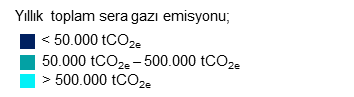 Yıllık toplam sera gazı emisyonu;
< 50.000 tCO2e
50.000 tCO2e – 500.000 tCO2e
> 500.000 tCO2e